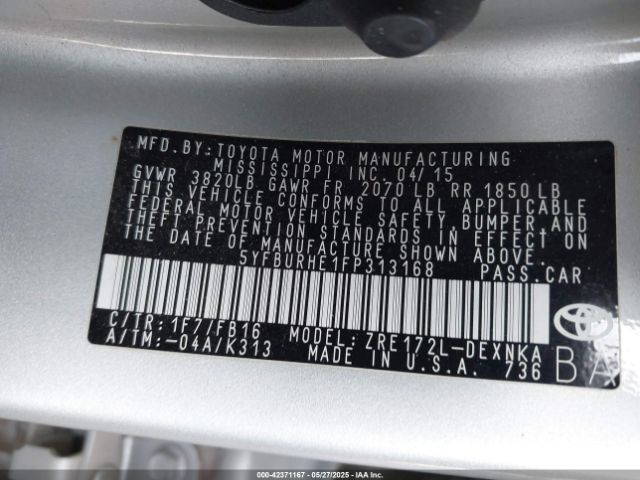 MFD. BY: TOYOTA MOTOR MANUFACTURING
MISSISSIPPI, INC. 04/15
GVWR 3820LB GAWR FR 2070 LB RR 1850 LB
THIS VEHICLE CONFORMS TO ALL APPLICABLE
FEDERAL MOTOR VEHICLE SAFETY, BUMPER, AND
THEFT PREVENTION STANDARDS IN EFFECT ON
THE DATE OF MANUFACTURE SHOWN ABOVE.
5YFBURHE1FP313168 PASS.CAR
C/TR: 1F7/FB16 MODEL: ZRE172L-DEXNKA
A/TM:-04A/K313 MADE IN U.S.A. 736
BA
000-42371167 - 05/27/2025 - IAA Inc.